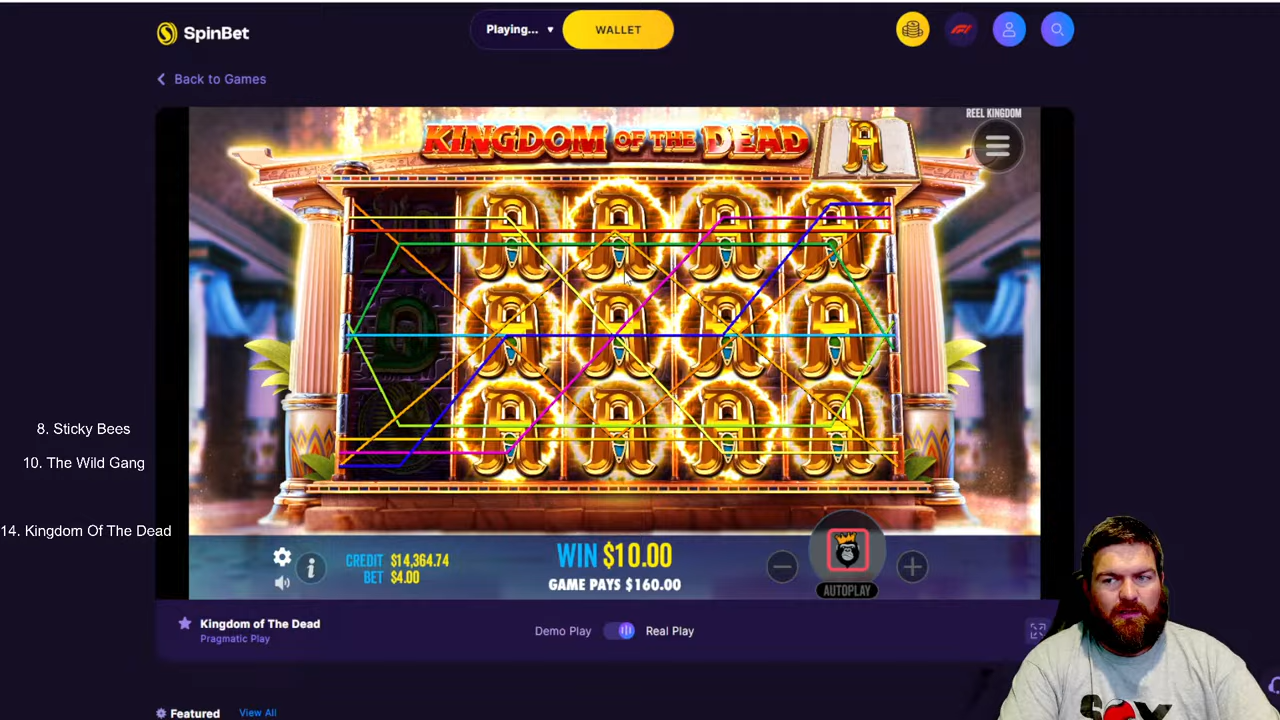 SpinBet
Playing... ▾
WALLET
Back to Games
REEL KINGDOM
KINGDOM OF THE DEAD
A
8. Sticky Bees
10. The Wild Gang
14. Kingdom Of The Dead
CREDIT $14,364.74
BET $4.00
WIN $10.00
GAME PAYS $160.00
AUTOPLAY
Kingdom of The Dead
Pragmatic Play
Demo Play
Real Play
Featured
View All